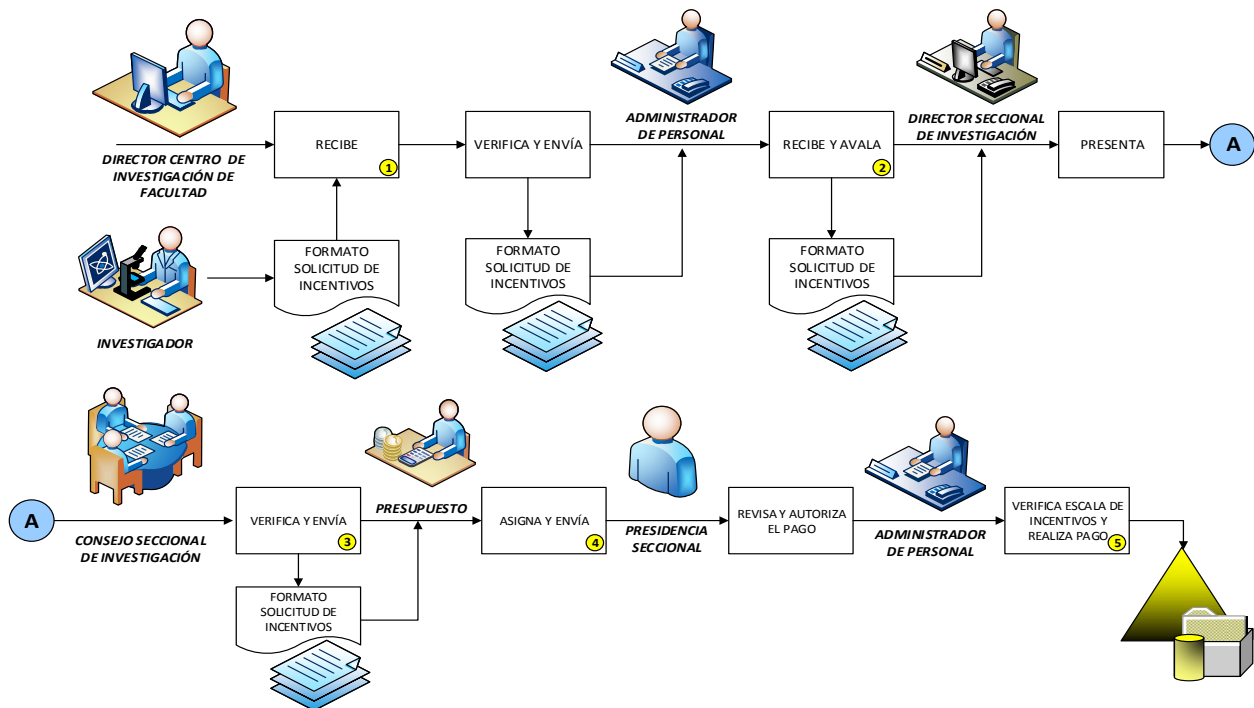 DIRECTOR CENTRO DE
INVESTIGACIÓN DE
FACULTAD
RECIBE
1
VERIFICA Y ENVÍA
ADMINISTRADOR
DE PERSONAL
RECIBE Y AVALA
2
DIRECTOR SECCIONAL
DE INVESTIGACIÓN
PRESENTA
A
INVESTIGADOR
FORMATO
SOLICITUD DE
INCENTIVOS
FORMATO
SOLICITUD DE
INCENTIVOS
FORMATO
SOLICITUD DE
INCENTIVOS
A
CONSEJO SECCIONAL
DE INVESTIGACIÓN
VERIFICA Y ENVÍA
3
PRESUPUESTO
ASIGNA Y ENVÍA
4
PRESIDENCIA
SECCIONAL
REVISA Y AUTORIZA
EL PAGO
ADMINISTRADOR
DE PERSONAL
VERIFICA ESCALA DE
INCENTIVOS Y
REALIZA PAGO
5
FORMATO
SOLICITUD DE
INCENTIVOS